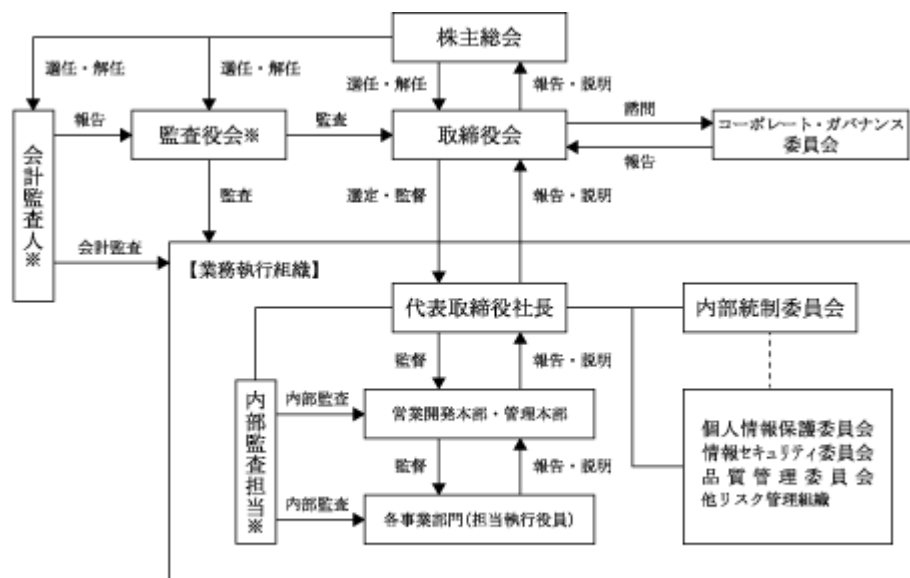 株主総会
選任・解任
選任・解任
選任・解任
報告・説明
会計監査人※
報告
監査役会※
監査
取締役会
諮問
報告
コーポレート・ガバナンス
委員会
監査
選定・監督
報告・説明
会計監査
【業務執行組織】
代表取締役社長
内部統制委員会
監督
報告・説明
内部監査担当※
内部監査
営業開発本部・管理本部
監督
報告・説明
内部監査
各事業部門(担当執行役員)
個人情報保護委員会
情報セキュリティ委員会
品質管理委員会
他リスク管理組織